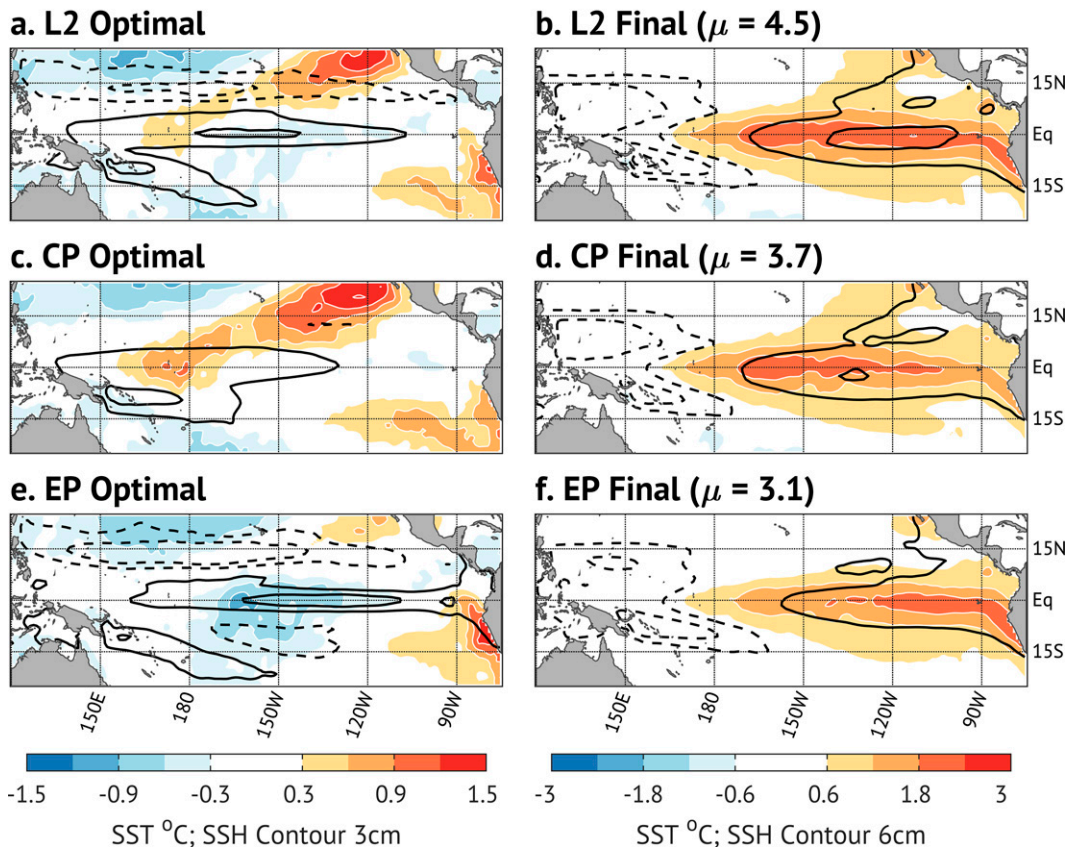 a. L2 Optimal
b. L2 Final (μ = 4.5)
15N
Eq
15S
c. CP Optimal
d. CP Final (μ = 3.7)
15N
Eq
15S
e. EP Optimal
f. EP Final (μ = 3.1)
15N
Eq
15S
150E 180 150W 120W 90W
150E 180 150W 120W 90W
-1.5 -0.9 -0.3 0.3 0.9 1.5
-3 -1.8 -0.6 0.6 1.8 3
SST °C; SSH Contour 3cm
SST °C; SSH Contour 6cm